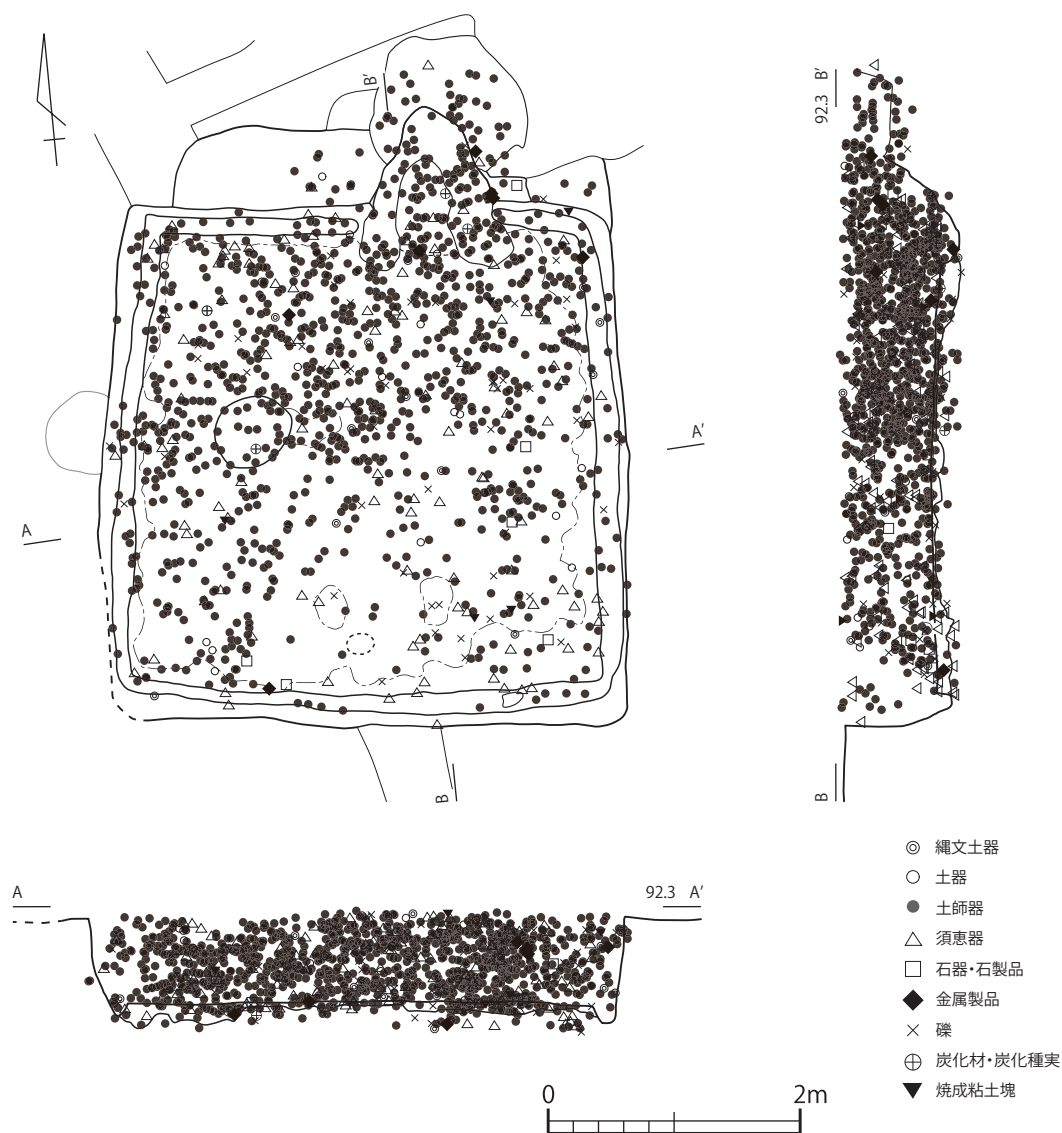 B′
92.3 B′
A′
A
B
B
A
92.3 A′
縄文土器
土器
土師器
須恵器
石器・石製品
金属製品
礫
炭化材・炭化種実
焼成粘土塊
0 2m